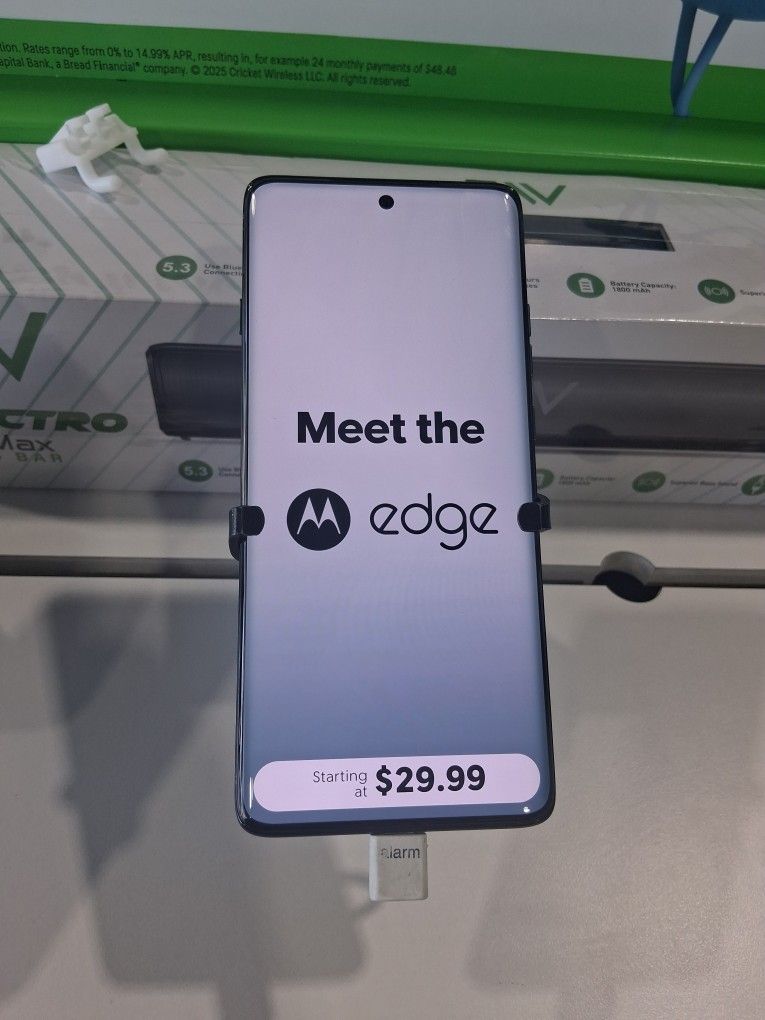 tion. Rates range from 0% to 14.99% APR, resulting in, for example 24 monthly payments of $48.46
apital Bank, a Bread Financial® company. © 2025 Cricket Wireless LLC. All rights reserved.
5.3
Battery Capacity:
1800 mAh
CTRO
Max
BAR
5.3
Meet the
edge
Starting
at
$29.99
alarm